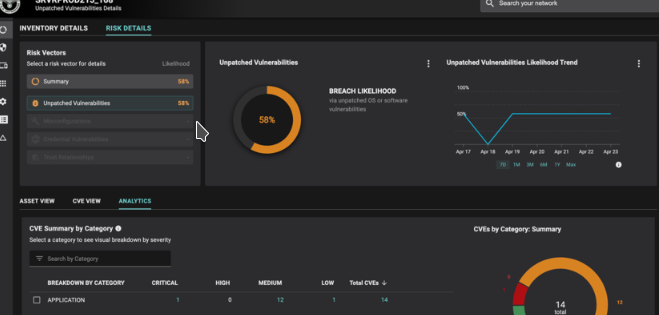 Unpatched Vulnerabilities Details
Search your network
INVENTORY DETAILS RISK DETAILS
Risk Vectors
Select a risk vector for details Likelihood
Summary 58%
Unpatched Vulnerabilities 58%
Trust Relationships
Unpatched Vulnerabilities
58%
BREACH LIKELIHOOD
via unpatched OS or software
vulnerabilities
Unpatched Vulnerabilities Likelihood Trend
100%
50%
Apr 17 Apr 18 Apr 19 Apr 20 Apr 21 Apr 22 Apr 23
7D 1M 3M 6M 1Y Max
ASSET VIEW CVE VIEW ANALYTICS
CVE Summary by Category
Select a category to see visual breakdown by severity
Search by Category
BREAKDOWN BY CATEGORY CRITICAL HIGH MEDIUM LOW Total CVEs ↓
APPLICATION 1 0 12 1 14
CVEs by Category: Summary
14
total
12